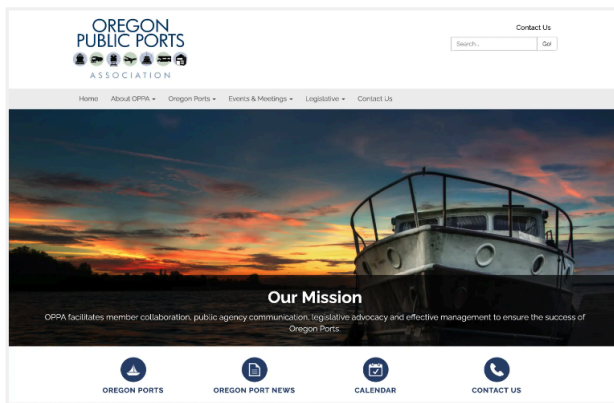 OREGON
PUBLIC PORTS
ASSOCIATION
Contact Us
Search...
Go!
Home About OPPA Oregon Ports Events & Meetings Legislative Contact Us
Our Mission
OPPA facilitates member collaboration, public agency communication, legislative advocacy and effective management to ensure the success of
Oregon Ports.
OREGON PORTS
OREGON PORT NEWS
CALENDAR
CONTACT US